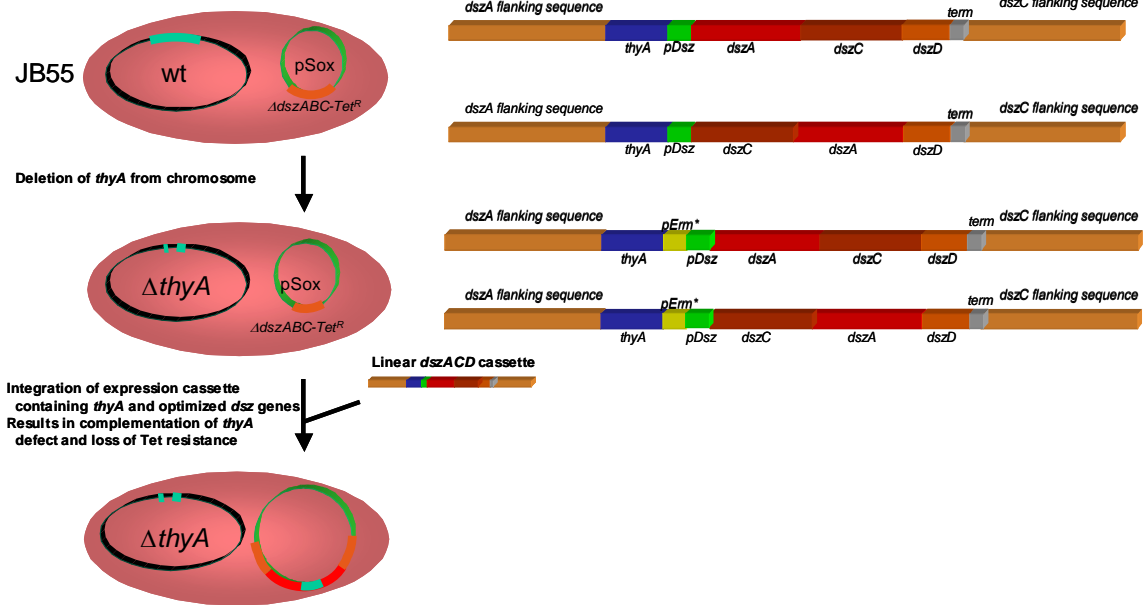 JB55
wt
pSox
ΔdszABC-Tet^R
Deletion of thyA from chromosome
ΔthyA
pSox
ΔdszABC-Tet^R
Linear dszACD cassette
Integration of expression cassette
containing thyA and optimized dsz genes
Results in complementation of thyA
defect and loss of Tet resistance
ΔthyA
dszA flanking sequence
term
dszC flanking sequence
thyA pDsz dszA dszC dszD
dszA flanking sequence
term
dszC flanking sequence
thyA pDsz dszC dszA dszD
dszA flanking sequence
pErm*
term
dszC flanking sequence
thyA pDsz dszA dszC dszD
dszA flanking sequence
pErm*
term
dszC flanking sequence
thyA pDsz dszC dszA dszD